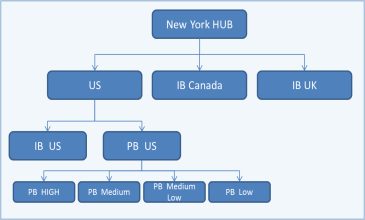 New York HUB
US
IB Canada
IB UK
IB US
PB US
PB HIGH
PB Medium
PB Medium
Low
PB Low